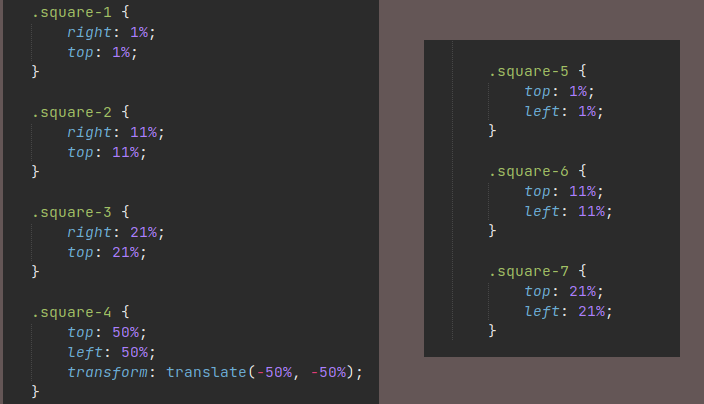 .square-1 {
right: 1%;
top: 1%;
}
.square-2 {
right: 11%;
top: 11%;
}
.square-3 {
right: 21%;
top: 21%;
}
.square-4 {
top: 50%;
left: 50%;
transform: translate(-50%, -50%);
}
.square-5 {
top: 1%;
left: 1%;
}
.square-6 {
top: 11%;
left: 11%;
}
.square-7 {
top: 21%;
left: 21%;
}